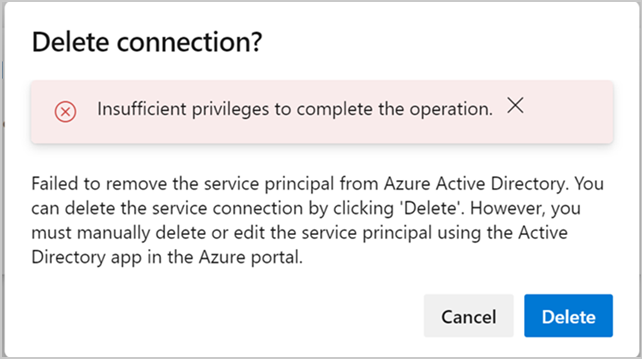 Delete connection?
Insufficient privileges to complete the operation.
Failed to remove the service principal from Azure Active Directory. You
can delete the service connection by clicking 'Delete'. However, you
must manually delete or edit the service principal using the Active
Directory app in the Azure portal.
Cancel Delete